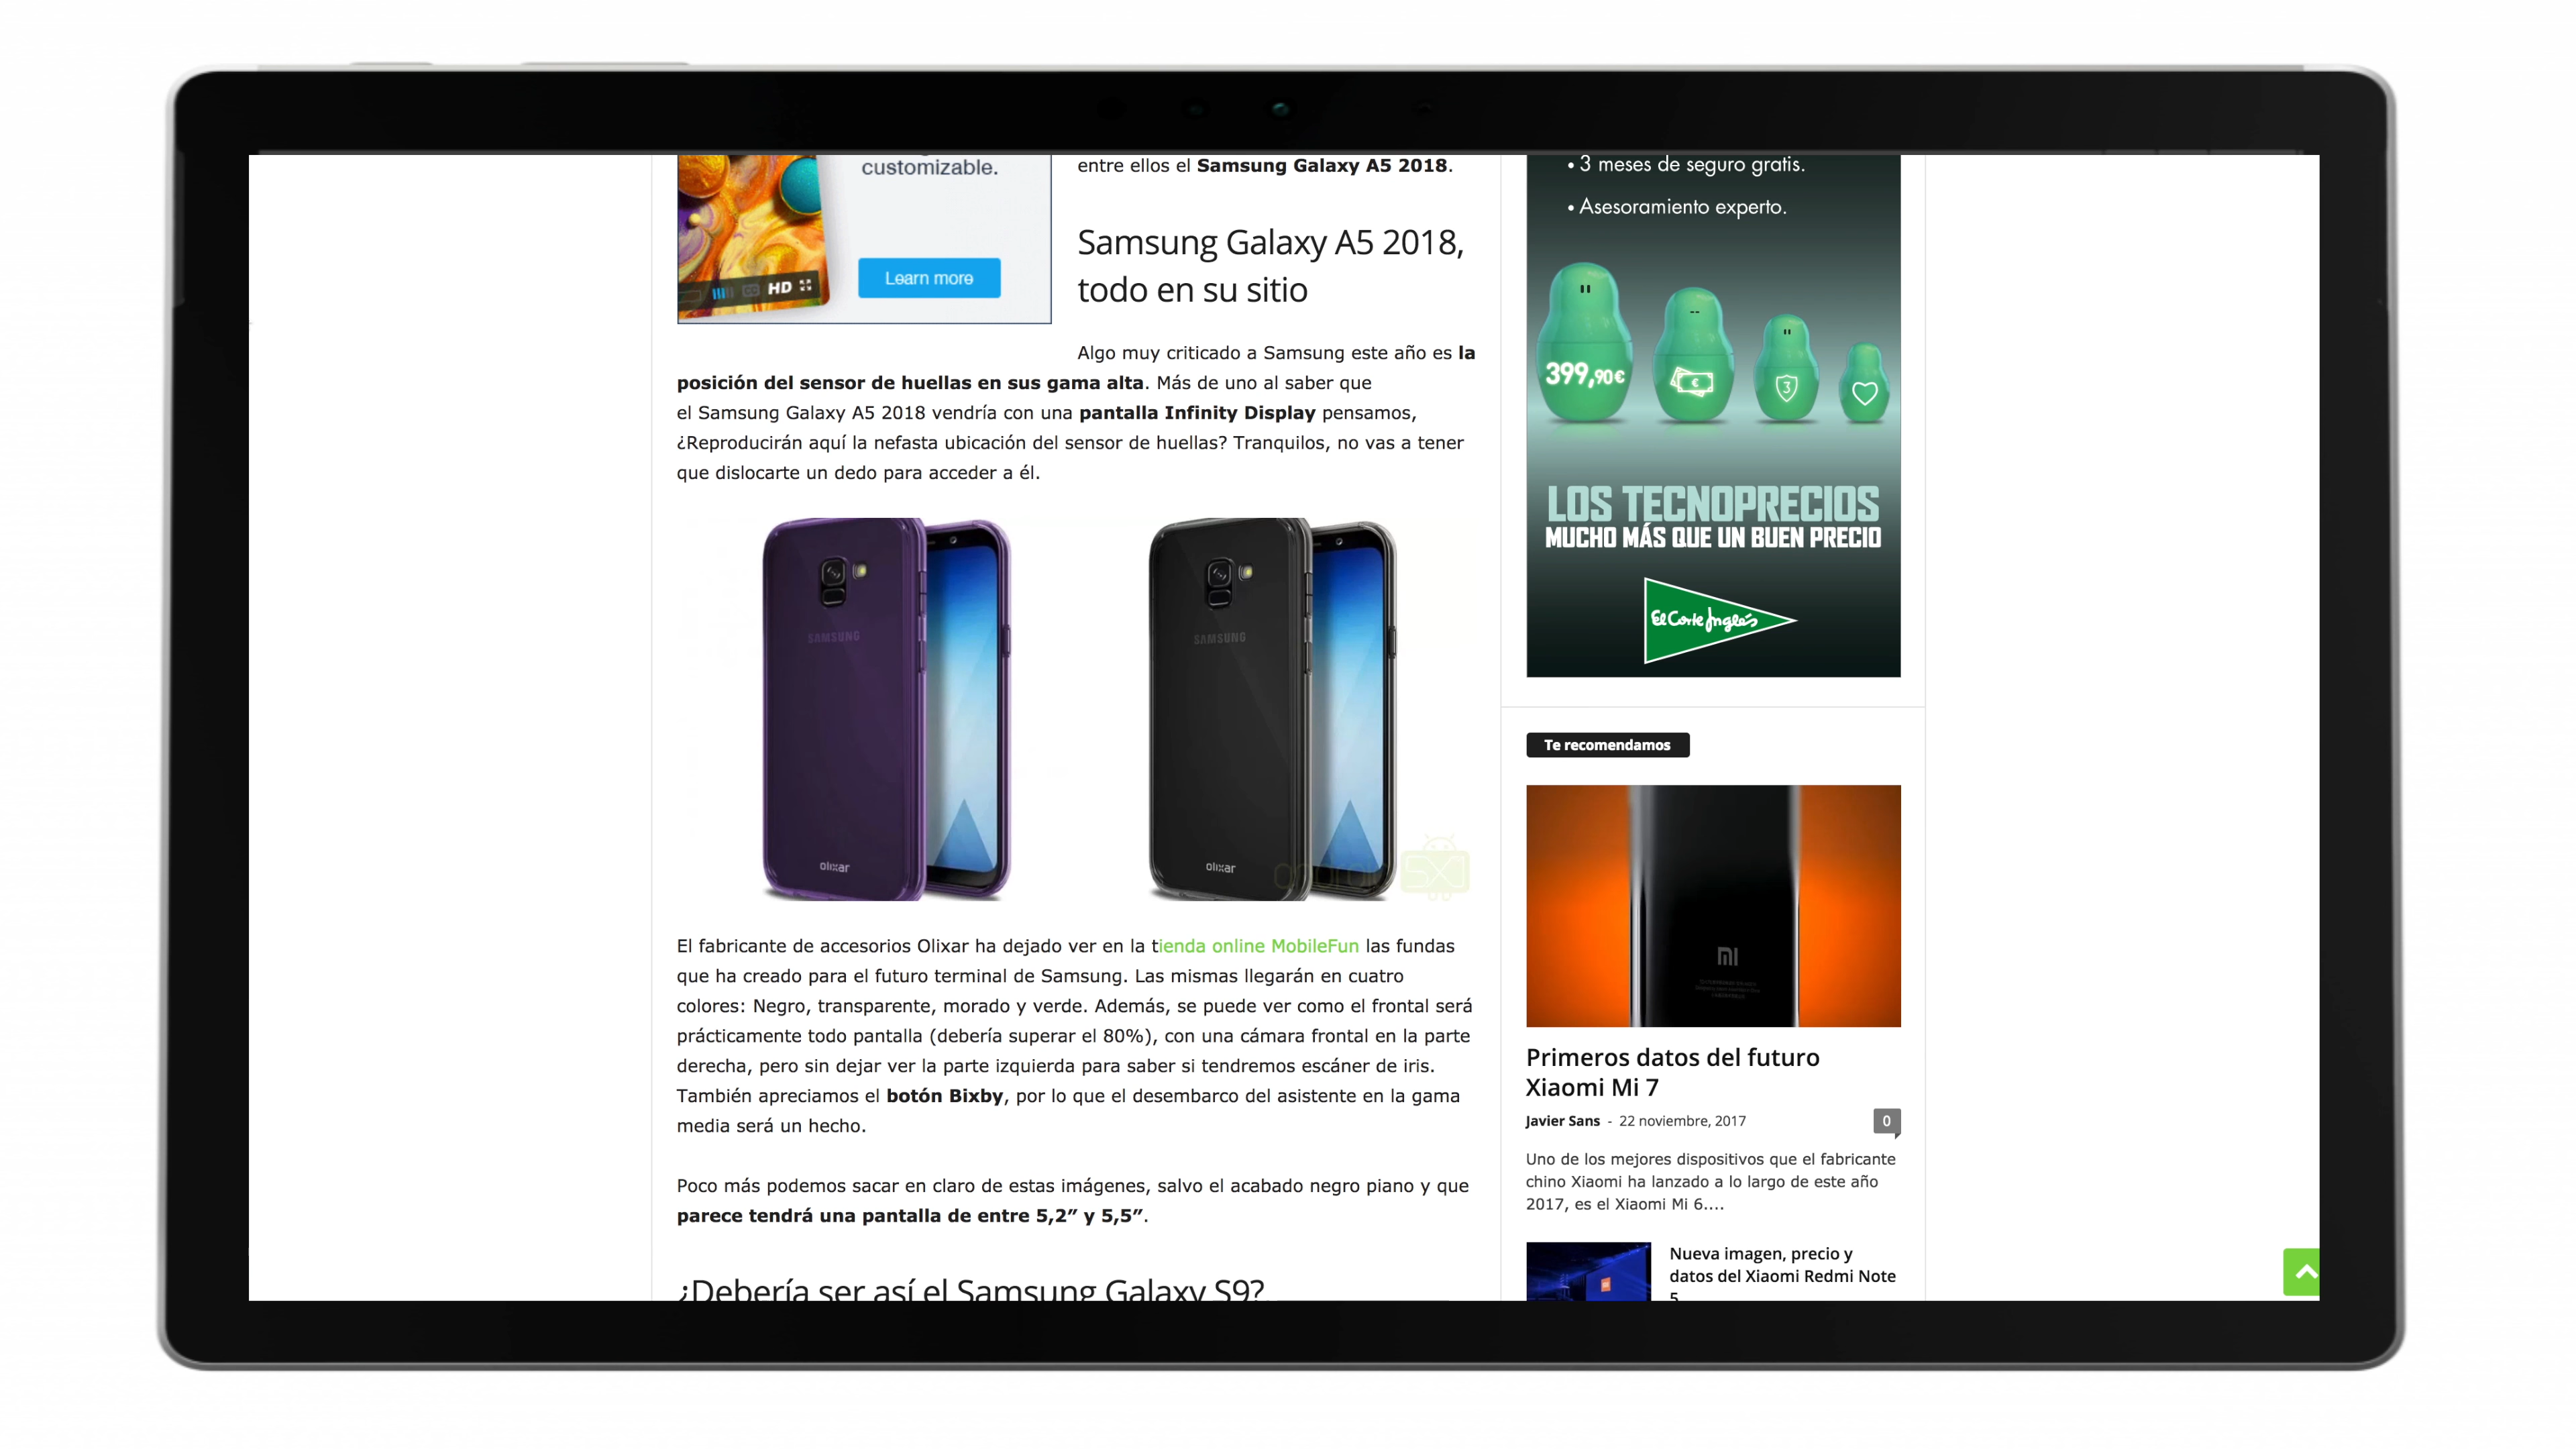 customizable.
HD
Learn more
entre ellos el Samsung Galaxy A5 2018.
Samsung Galaxy A5 2018,
todo en su sitio
Algo muy criticado a Samsung este año es la
posición del sensor de huellas en sus gama alta. Más de uno al saber que
el Samsung Galaxy A5 2018 vendría con una pantalla Infinity Display pensamos,
¿Reproducirán aquí la nefasta ubicación del sensor de huellas? Tranquilos, no vas a tener
que dislocarte un dedo para acceder a él.
SAMSUNG
olixar
SAMSUNG
olixar
El fabricante de accesorios Olixar ha dejado ver en la tienda online MobileFun las fundas
que ha creado para el futuro terminal de Samsung. Las mismas llegarán en cuatro
colores: Negro, transparente, morado y verde. Además, se puede ver como el frontal será
prácticamente todo pantalla (debería superar el 80%), con una cámara frontal en la parte
derecha, pero sin dejar ver la parte izquierda para saber si tendremos escáner de iris.
También apreciamos el botón Bixby, por lo que el desembarco del asistente en la gama
media será un hecho.
Poco más podemos sacar en claro de estas imágenes, salvo el acabado negro piano y que
parece tendrá una pantalla de entre 5,2″ y 5,5″.
¿Debería ser así el Samsung Galaxy S9?
• 3 meses de seguro gratis.
• Asesoramiento experto.
399,90€
€
3
LOS TECNOPRECIOS
MUCHO MÁS QUE UN BUEN PRECIO
El Corte Inglés
Te recomendamos
Primeros datos del futuro
Xiaomi Mi 7
Javier Sans - 22 noviembre, 2017
0
Uno de los mejores dispositivos que el fabricante
chino Xiaomi ha lanzado a lo largo de este año
2017, es el Xiaomi Mi 6....
Nueva imagen, precio y
datos del Xiaomi Redmi Note
5